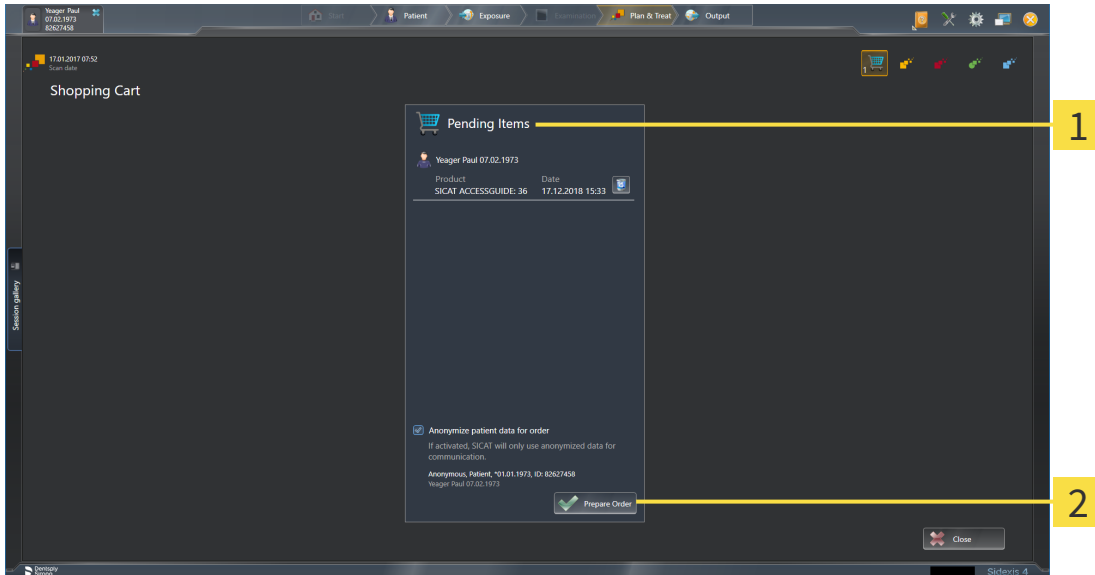 Yeager Paul
07.02.1973
82627458
Start
Patient
Exposure
Examination
Plan & Treat
Output
17.01.2017 07:52
Scan date
1
Shopping Cart
Pending Items
1
Yeager Paul 07.02.1973
Product Date
SICAT ACCESSGUIDE: 36 17.12.2018 15:33
Session gallery
Anonymize patient data for order
If activated, SICAT will only use anonymized data for
communication.
Anonymous, Patient, *01.01.1973, ID: 82627458
Yeager Paul 07.02.1973
Prepare Order
2
Close
Dentsply
Sirona
Sidexis 4